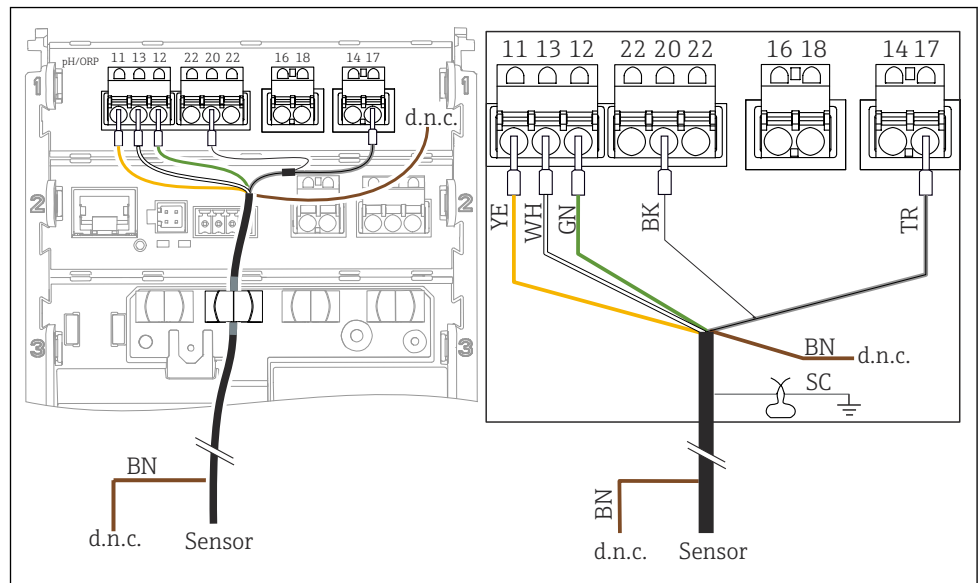 pH/ORP 11 13 12 22 20 22 16 18 14 17
1 1
d.n.c.
2 2
3 3
BN
d.n.c. Sensor
11 13 12 22 20 22 16 18 14 17
YE WH GN BK TR
BN d.n.c.
SC
BN
d.n.c. Sensor